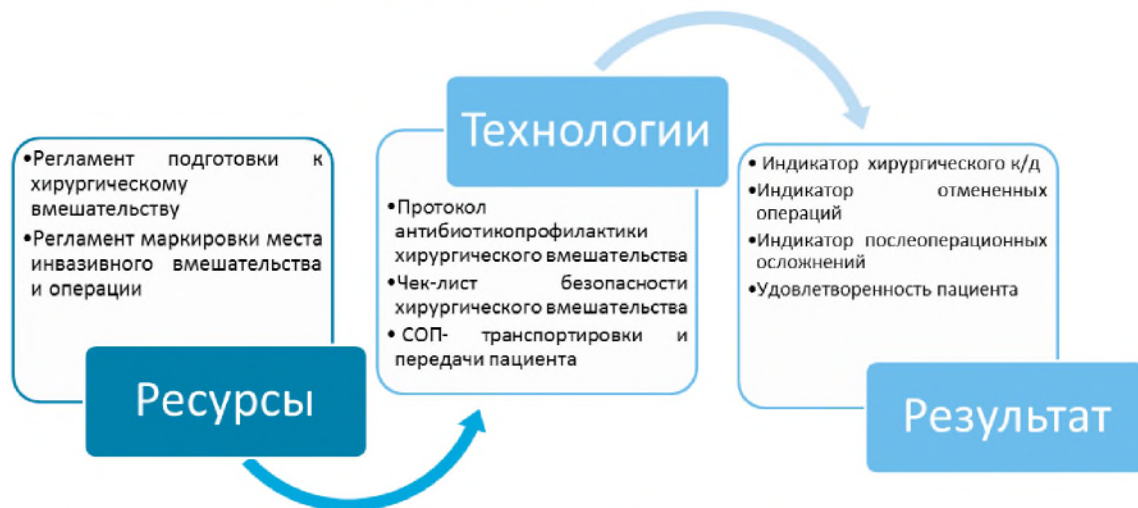 •Регламент подготовки к
хирургическому
вмешательству
•Регламент маркировки места
инвазивного вмешательства
и операции
Ресурсы
Технологии
•Протокол
антибиотикопрофилактики
хирургического вмешательства
•Чек-лист безопасности
хирургического вмешательства
• СОП- транспортировки и
передачи пациента
• Индикатор хирургического к/д
•Индикатор отмененных
операций
•Индикатор послеоперационных
осложнений
•Удовлетворенность пациента
Результат